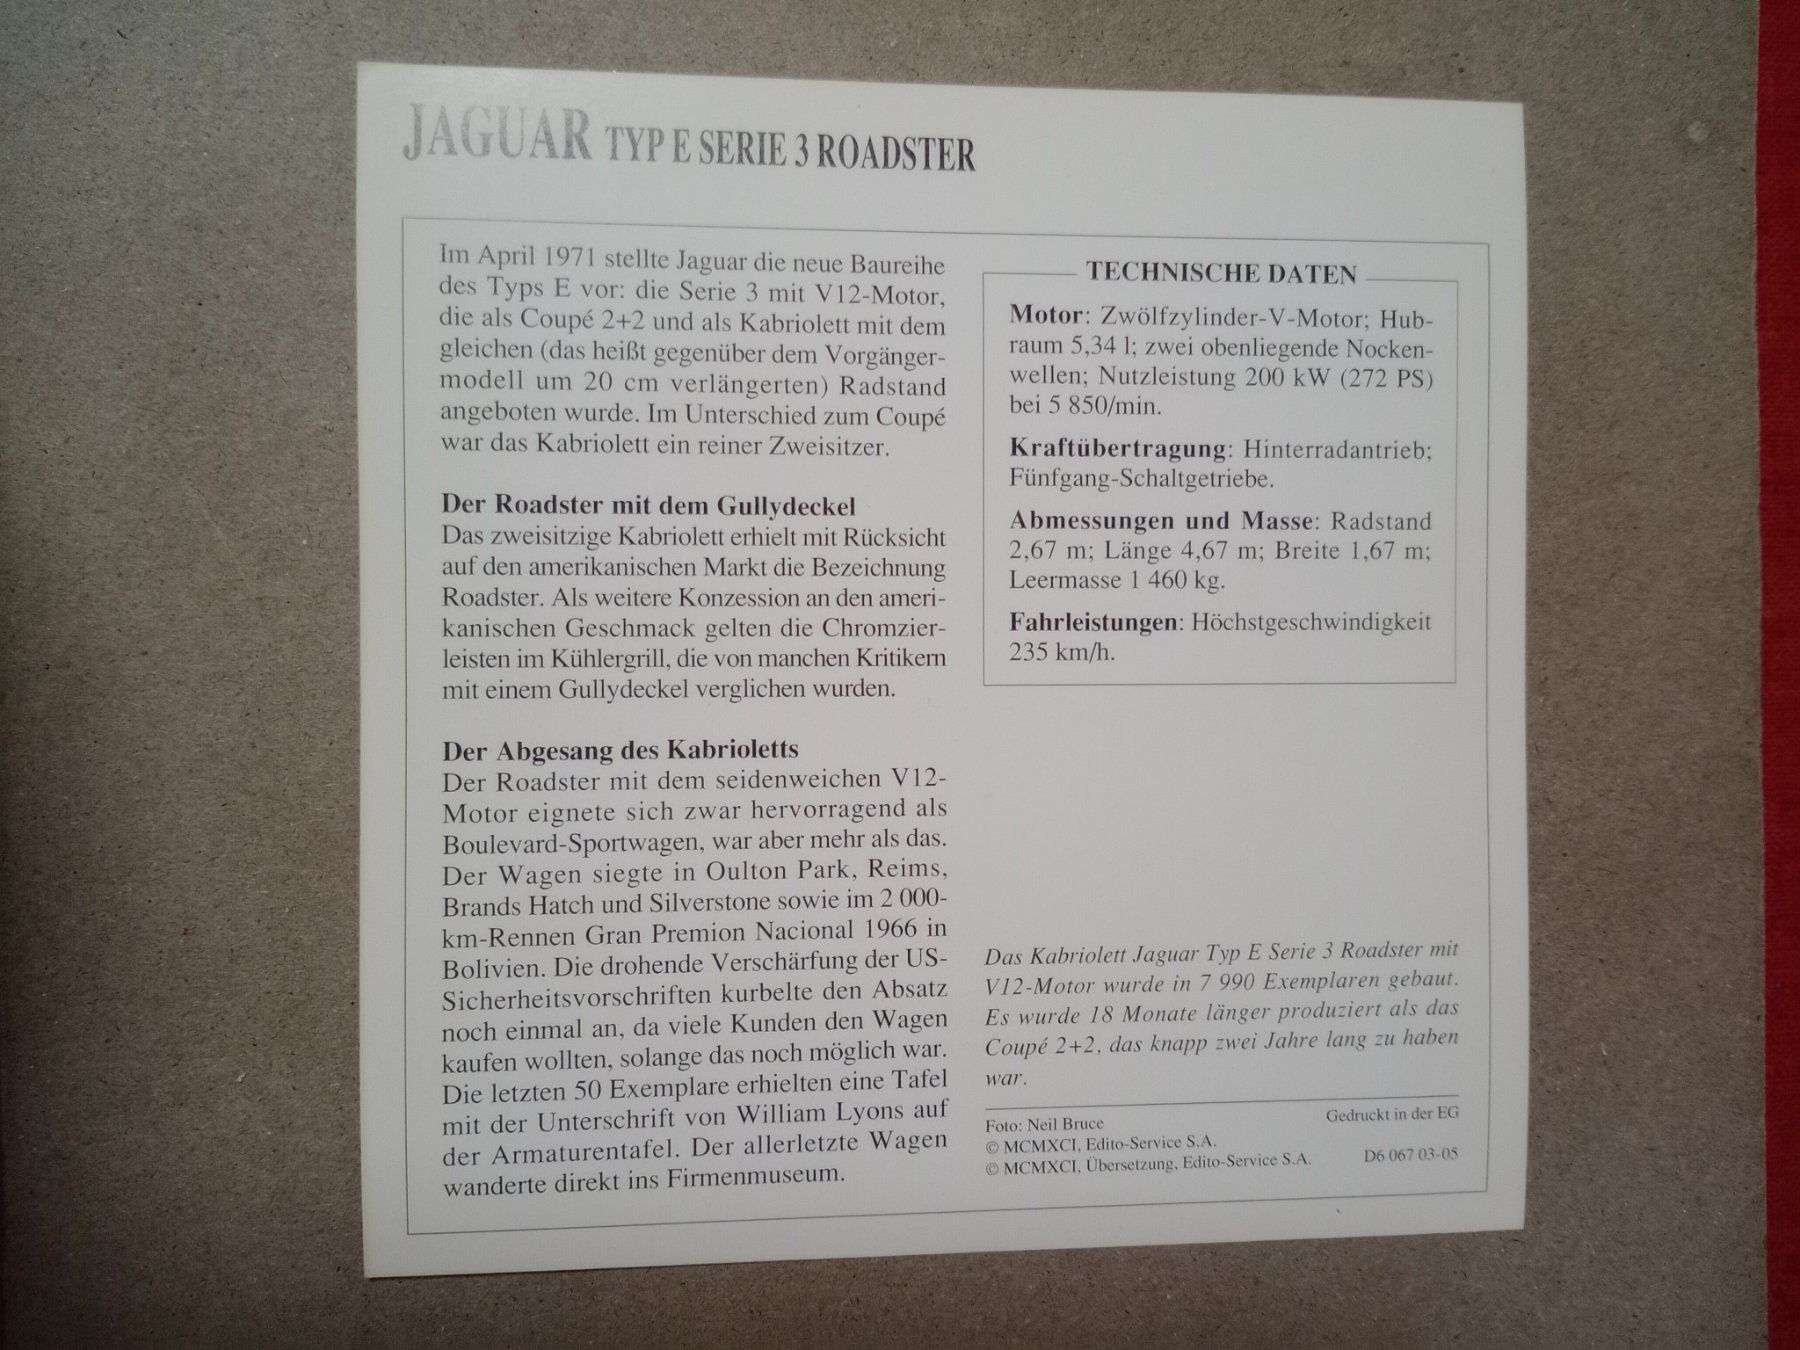 JAGUAR TYP E SERIE 3 ROADSTER
Im April 1971 stellte Jaguar die neue Baureihe
des Typs E vor: die Serie 3 mit V12-Motor,
die als Coupé 2+2 und als Kabriolett mit dem
gleichen (das heißt gegenüber dem Vorgänger-
modell um 20 cm verlängerten) Radstand
angeboten wurde. Im Unterschied zum Coupé
war das Kabriolett ein reiner Zweisitzer.
Der Roadster mit dem Gullydeckel
Das zweisitzige Kabriolett erhielt mit Rücksicht
auf den amerikanischen Markt die Bezeichnung
Roadster. Als weitere Konzession an den ameri-
kanischen Geschmack gelten die Chromzier-
leisten im Kühlergrill, die von manchen Kritikern
mit einem Gullydeckel verglichen wurden.
Der Abgesang des Kabrioletts
Der Roadster mit dem seidenweichen V12-
Motor eignete sich zwar hervorragend als
Boulevard-Sportwagen, war aber mehr als das.
Der Wagen siegte in Oulton Park, Reims,
Brands Hatch und Silverstone sowie im 2 000-
km-Rennen Gran Premion Nacional 1966 in
Bolivien. Die drohende Verschärfung der US-
Sicherheitsvorschriften kurbelte den Absatz
noch einmal an, da viele Kunden den Wagen
kaufen wollten, solange das noch möglich war.
Die letzten 50 Exemplare erhielten eine Tafel
mit der Unterschrift von William Lyons auf
der Armaturentafel. Der allerletzte Wagen
wanderte direkt ins Firmenmuseum.
TECHNISCHE DATEN
Motor: Zwölfzylinder-V-Motor; Hub-
raum 5,34 l; zwei obenliegende Nocken-
wellen; Nutzleistung 200 kW (272 PS)
bei 5 850/min.
Kraftübertragung: Hinterradantrieb;
Fünfgang-Schaltgetriebe.
Abmessungen und Masse: Radstand
2,67 m; Länge 4,67 m; Breite 1,67 m;
Leermasse 1 460 kg.
Fahrleistungen: Höchstgeschwindigkeit
235 km/h.
Das Kabriolett Jaguar Typ E Serie 3 Roadster mit
V12-Motor wurde in 7 990 Exemplaren gebaut.
Es wurde 18 Monate länger produziert als das
Coupé 2+2, das knapp zwei Jahre lang zu haben
war.
Foto: Neil Bruce
Gedruckt in der EG
© MCMXCI, Edito-Service S.A.
© MCMXCI, Übersetzung, Edito-Service S.A.
D6 067 03-05